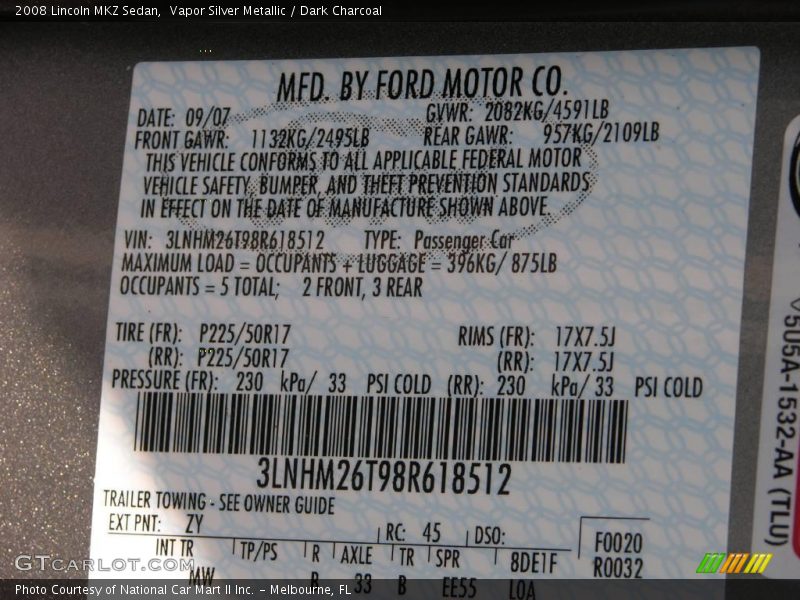 2008 Lincoln MKZ Sedan, Vapor Silver Metallic / Dark Charcoal
MFD. BY FORD MOTOR CO.
DATE: 09/07 GVWR: 2082KG/4591LB
FRONT GAWR: 1132KG/2495LB REAR GAWR: 957KG/2109LB
THIS VEHICLE CONFORMS TO ALL APPLICABLE FEDERAL MOTOR
VEHICLE SAFETY, BUMPER, AND THEFT PREVENTION STANDARDS
IN EFFECT ON THE DATE OF MANUFACTURE SHOWN ABOVE.
VIN: 3LNHM26T98R618512 TYPE: Passenger Car
MAXIMUM LOAD = OCCUPANTS + LUGGAGE = 396KG/ 875LB
OCCUPANTS = 5 TOTAL; 2 FRONT, 3 REAR
TIRE (FR): P225/50R17 RIMS (FR): 17X7.5J
(RR): P225/50R17 (RR): 17X7.5J
PRESSURE (FR): 230 kPa/ 33 PSI COLD (RR): 230 kPa/ 33 PSI COLD
3LNHM26T98R618512
TRAILER TOWING - SEE OWNER GUIDE
EXT PNT: ZY RC: 45 DSO: F0020
INT TR TP/PS R AXLE TR SPR 8DE1F R0032
MW 33 B EE55
5U5A-1532-AA (TLU)
GTCARLOT.COM
Photo Courtesy of National Car Mart II Inc. – Melbourne, FL